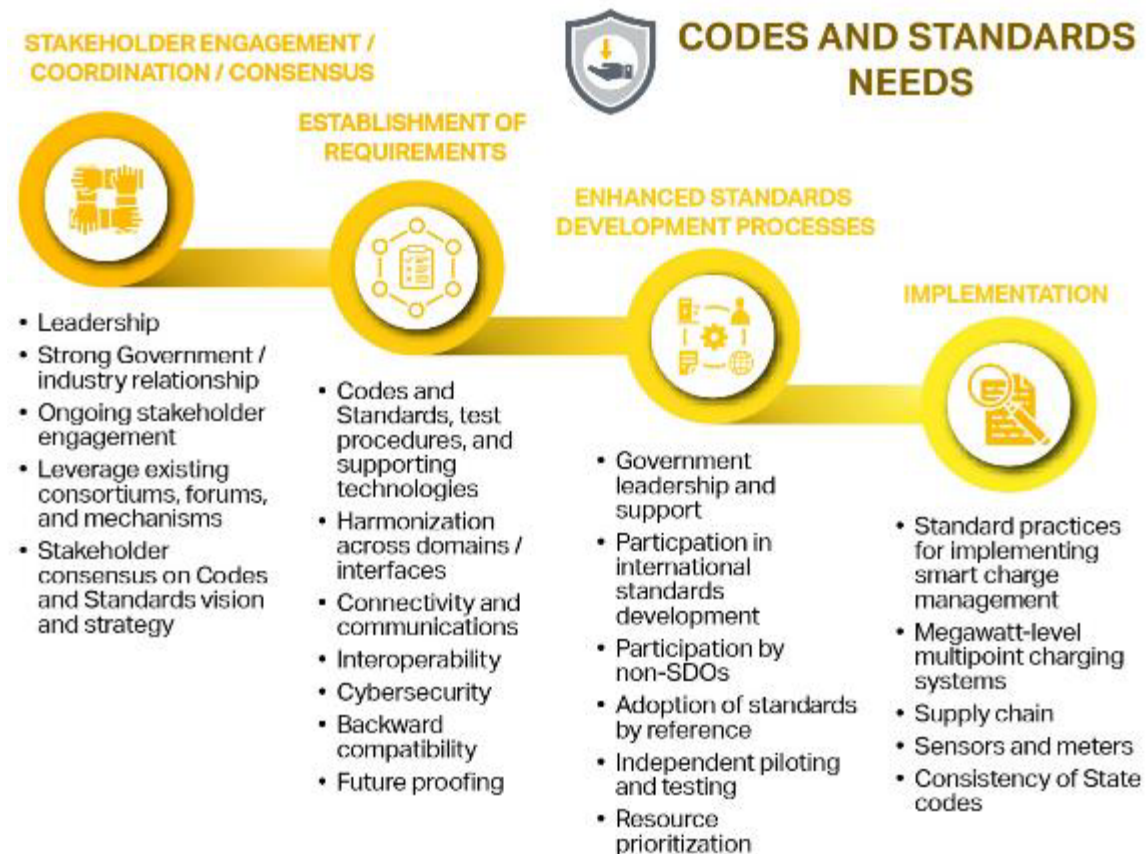 CODES AND STANDARDS
NEEDS
STAKEHOLDER ENGAGEMENT /
COORDINATION / CONSENSUS
• Leadership
• Strong Government /
industry relationship
• Ongoing stakeholder
engagement
• Leverage existing
consortiums, forums,
and mechanisms
• Stakeholder
consensus on Codes
and Standards vision
and strategy
ESTABLISHMENT OF
REQUIREMENTS
• Codes and
Standards, test
procedures, and
supporting
technologies
• Harmonization
across domains /
interfaces
• Connectivity and
communications
• Interoperability
• Cybersecurity
• Backward
compatibility
• Future proofing
ENHANCED STANDARDS
DEVELOPMENT PROCESSES
• Government
leadership and
support
• Particpation in
international
standards
development
• Participation by
non-SDOs
• Adoption of standards
by reference
• Independent piloting
and testing
• Resource
prioritization
IMPLEMENTATION
• Standard practices
for implementing
smart charge
management
• Megawatt-level
multipoint charging
systems
• Supply chain
• Sensors and meters
• Consistency of State
codes